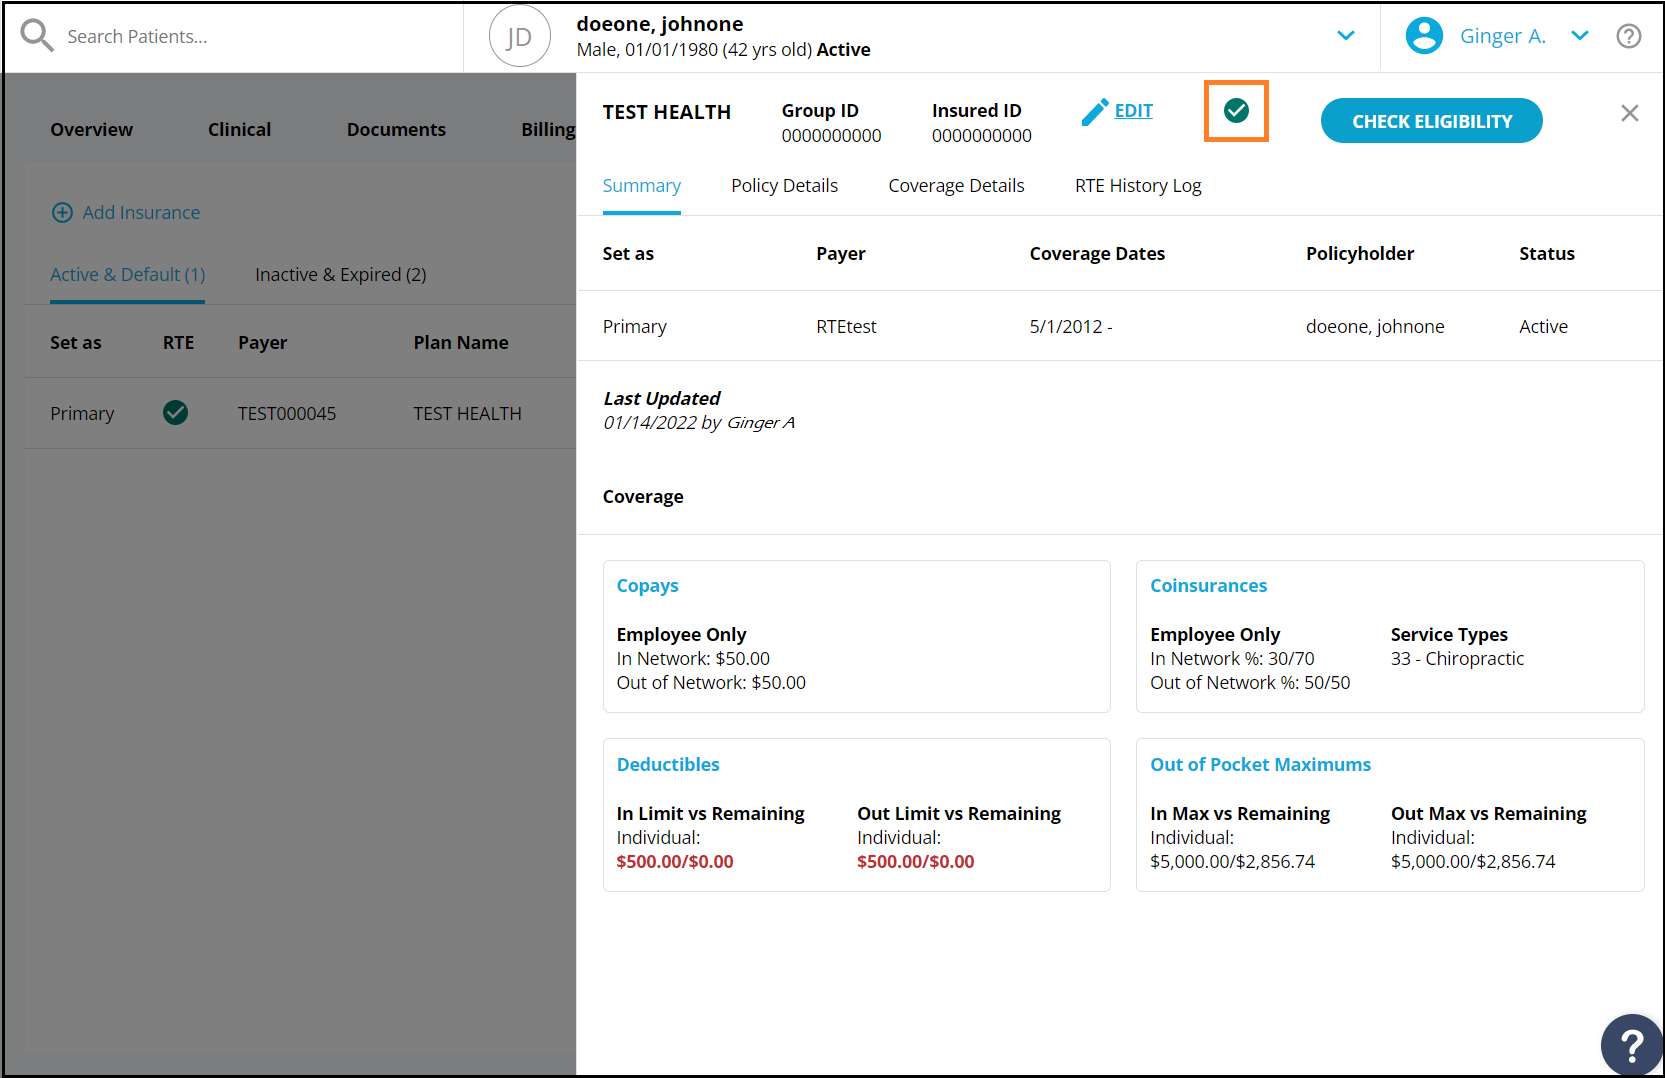 Search Patients...
JD
doeone, johnone
Male, 01/01/1980 (42 yrs old) Active
Ginger A.
?
Overview Clinical Documents Billing
Add Insurance
Active & Default (1) Inactive & Expired (2)
Set as RTE Payer Plan Name
Primary TEST000045 TEST HEALTH
TEST HEALTH
Group ID
0000000000
Insured ID
0000000000
EDIT
CHECK ELIGIBILITY
Summary Policy Details Coverage Details RTE History Log
Set as Payer Coverage Dates Policyholder Status
Primary RTEtest 5/1/2012 - doeone, johnone Active
Last Updated
01/14/2022 by Ginger A
Coverage
Copays
Employee Only
In Network: $50.00
Out of Network: $50.00
Coinsurances
Employee Only
In Network %: 30/70
Out of Network %: 50/50
Service Types
33 - Chiropractic
Deductibles
In Limit vs Remaining
Individual:
$500.00/$0.00
Out Limit vs Remaining
Individual:
$500.00/$0.00
Out of Pocket Maximums
In Max vs Remaining
Individual:
$5,000.00/$2,856.74
Out Max vs Remaining
Individual:
$5,000.00/$2,856.74
?